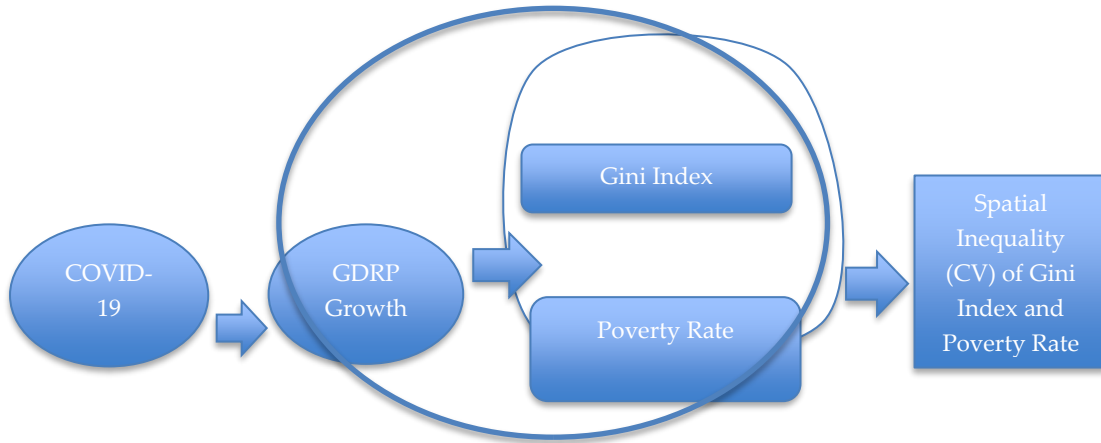 COVID-
19
GDRP
Growth
Gini Index
Poverty Rate
Spatial
Inequality
(CV) of Gini
Index and
Poverty Rate